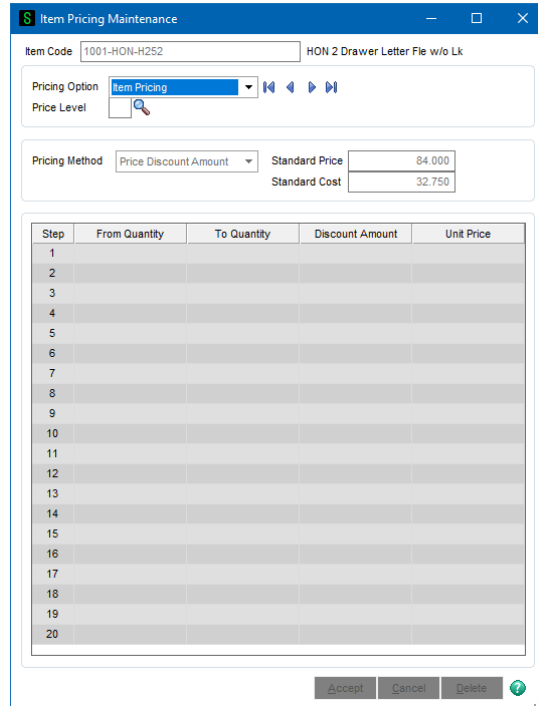 S Item Pricing Maintenance
Item Code 1001-HON-H252 HON 2 Drawer Letter Fle w/o Lk
Pricing Option Item Pricing
Price Level
Pricing Method Price Discount Amount Standard Price 84.000
Standard Cost 32.750
Step From Quantity To Quantity Discount Amount Unit Price
1
2
3
4
5
6
7
8
9
10
11
12
13
14
15
16
17
18
19
20
Accept Cancel Delete ?